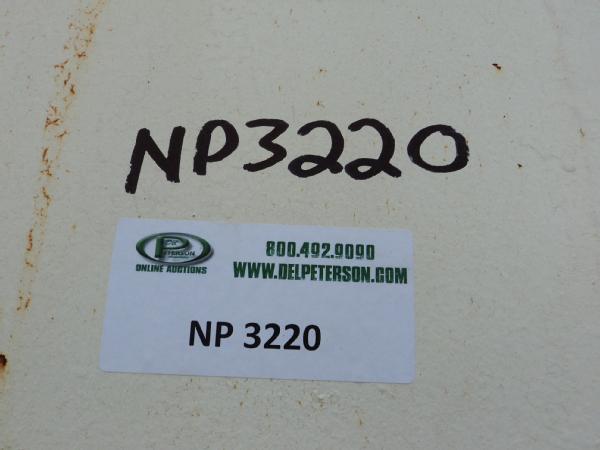 NP3220
PETERSON
ONLINE AUCTIONS
800.492.9090
WWW.DELPETERSON.COM
NP 3220